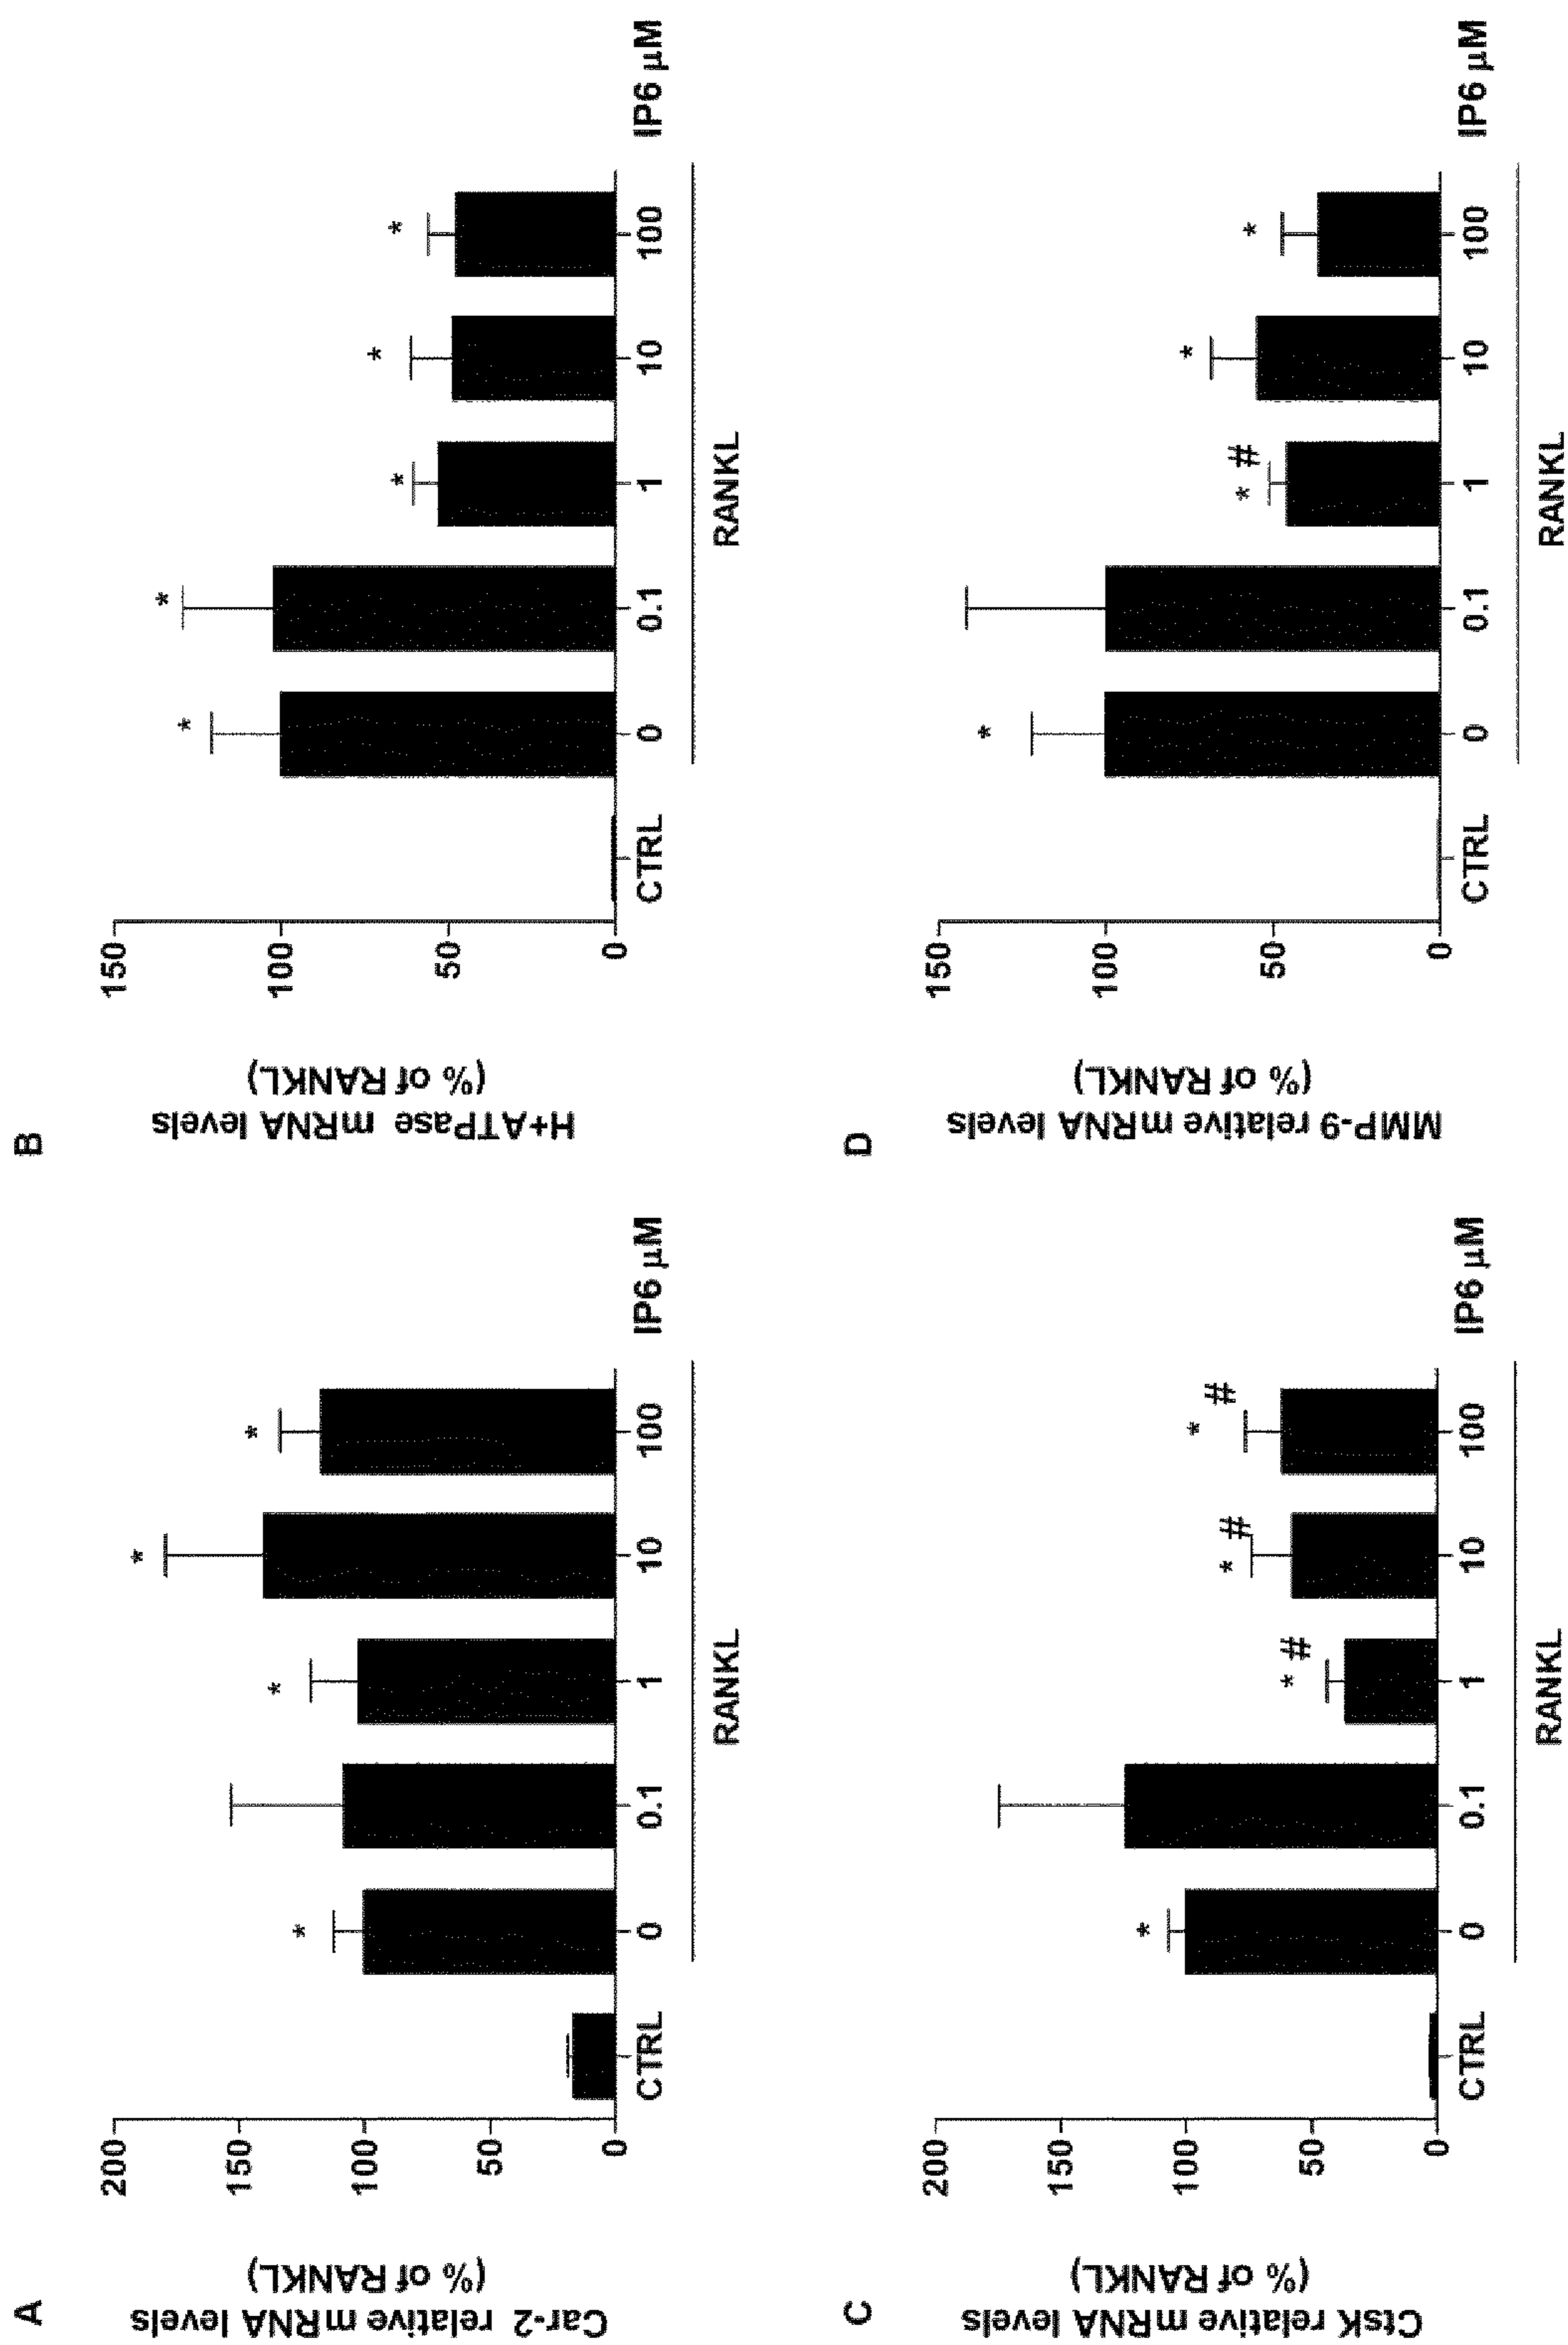 A
Car-2 relative mRNA levels
(% of RANKL)
200
150
100
50
0
*
*
*
*
CTRL 0 0.1 1 10 100 IP6 µM
RANKL
B
H+ATPase mRNA levels
(% of RANKL)
150
100
50
0
*
*
*
*
*
CTRL 0 0.1 1 10 100 IP6 µM
RANKL
C
CtsK relative mRNA levels
(% of RANKL)
200
150
100
50
0
*
* #
* #
* #
CTRL 0 0.1 1 10 100 IP6 µM
RANKL
D
MMP-9 relative mRNA levels
(% of RANKL)
150
100
50
0
*
* #
*
*
CTRL 0 0.1 1 10 100 IP6 µM
RANKL